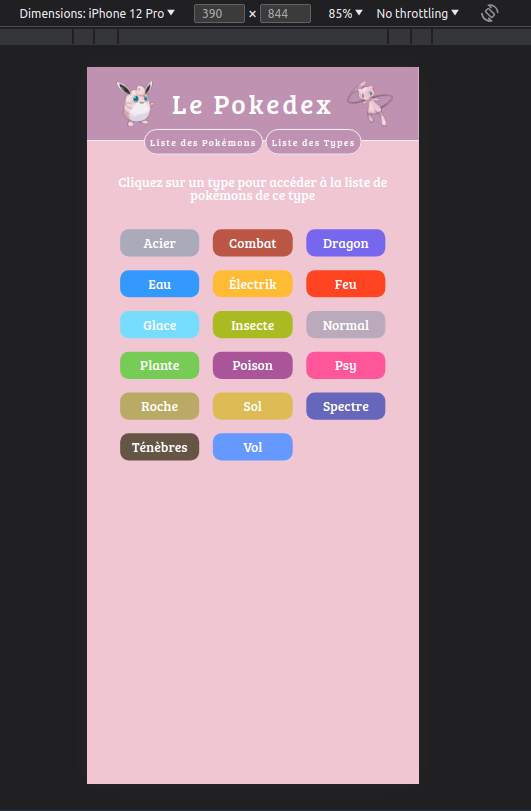 Dimensions: iPhone 12 Pro 390 × 844 85% No throttling
Le Pokedex
Liste des Pokémons Liste des Types
Cliquez sur un type pour accéder à la liste de
pokémons de ce type
Acier Combat Dragon
Eau Électrik Feu
Glace Insecte Normal
Plante Poison Psy
Roche Sol Spectre
Ténèbres Vol